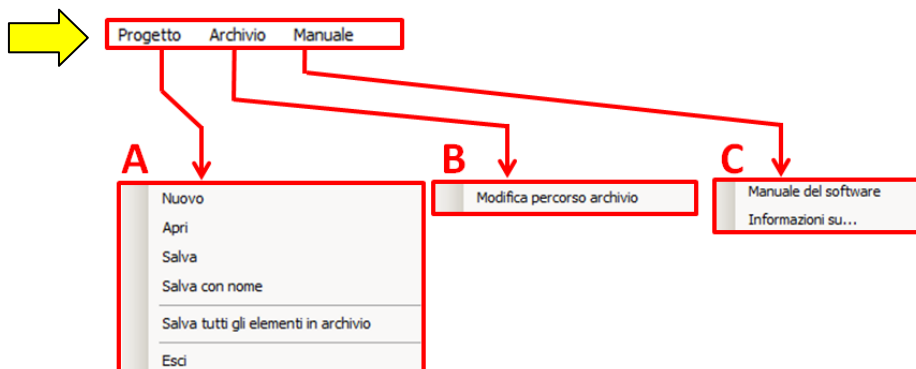 Progetto Archivio Manuale
A
B
C
Nuovo
Apri
Salva
Salva con nome
Salva tutti gli elementi in archivio
Esci
Modifica percorso archivio
Manuale del software
Informazioni su...